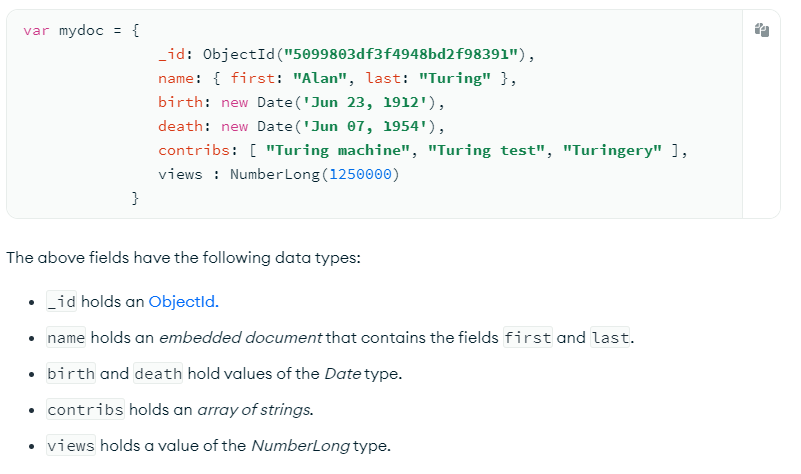 var mydoc = {
_id: ObjectId("5099803df3f4948bd2f98391"),
name: { first: "Alan", last: "Turing" },
birth: new Date('Jun 23, 1912'),
death: new Date('Jun 07, 1954'),
contribs: [ "Turing machine", "Turing test", "Turingery" ],
views : NumberLong(1250000)
}
The above fields have the following data types:
• _id holds an ObjectId.
• name holds an embedded document that contains the fields first and last.
• birth and death hold values of the Date type.
• contribs holds an array of strings.
• views holds a value of the NumberLong type.